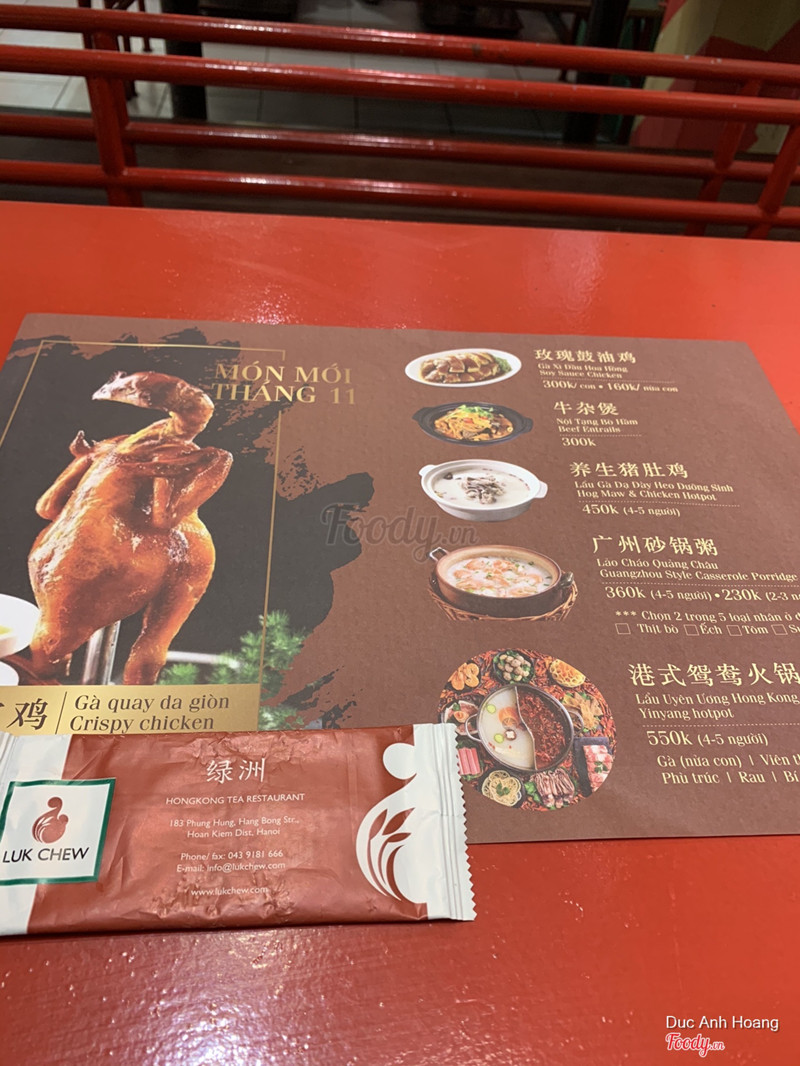 MÓN MỚI
THÁNG 11
玫瑰鼓油鸡
Gà Xì Dầu Hoa Hồng
Soy Sauce Chicken
300k/ con • 160k/ nửa con
牛杂煲
Nội Tạng Bò Hầm
Beef Entrails
300k
养生猪肚鸡
Lẩu Gà Dạ Dày Heo Dưỡng Sinh
Hog Maw & Chicken Hotpot
450k (4-5 người)
广州砂锅粥
Láo Cháo Quảng Châu
Guangzhou Style Casserole Porridge
360k (4-5 người) • 230k (2-3
*** Chọn 2 trong 5 loại nhân
Thịt bò Ếch Tôm
港式鸳鸯火锅
Lẩu Uyên Ương Hong Kong
Yinyang hotpot
550k (4-5 người)
Gà (nửa con) | Viên
Phù trúc | Rau | Bí
鸡
Gà quay da giòn
Crispy chicken
Foody.vn
LUK CHEW
绿洲
HONGKONG TEA RESTAURANT
183 Phung Hung, Hang Bong Str.,
Hoan Kiem Dist, Hanoi
Phone/ fax: 043 9181 666
E-mail: info@lukchew.com
www.lukchew.com
Duc Anh Hoang
Foody.vn